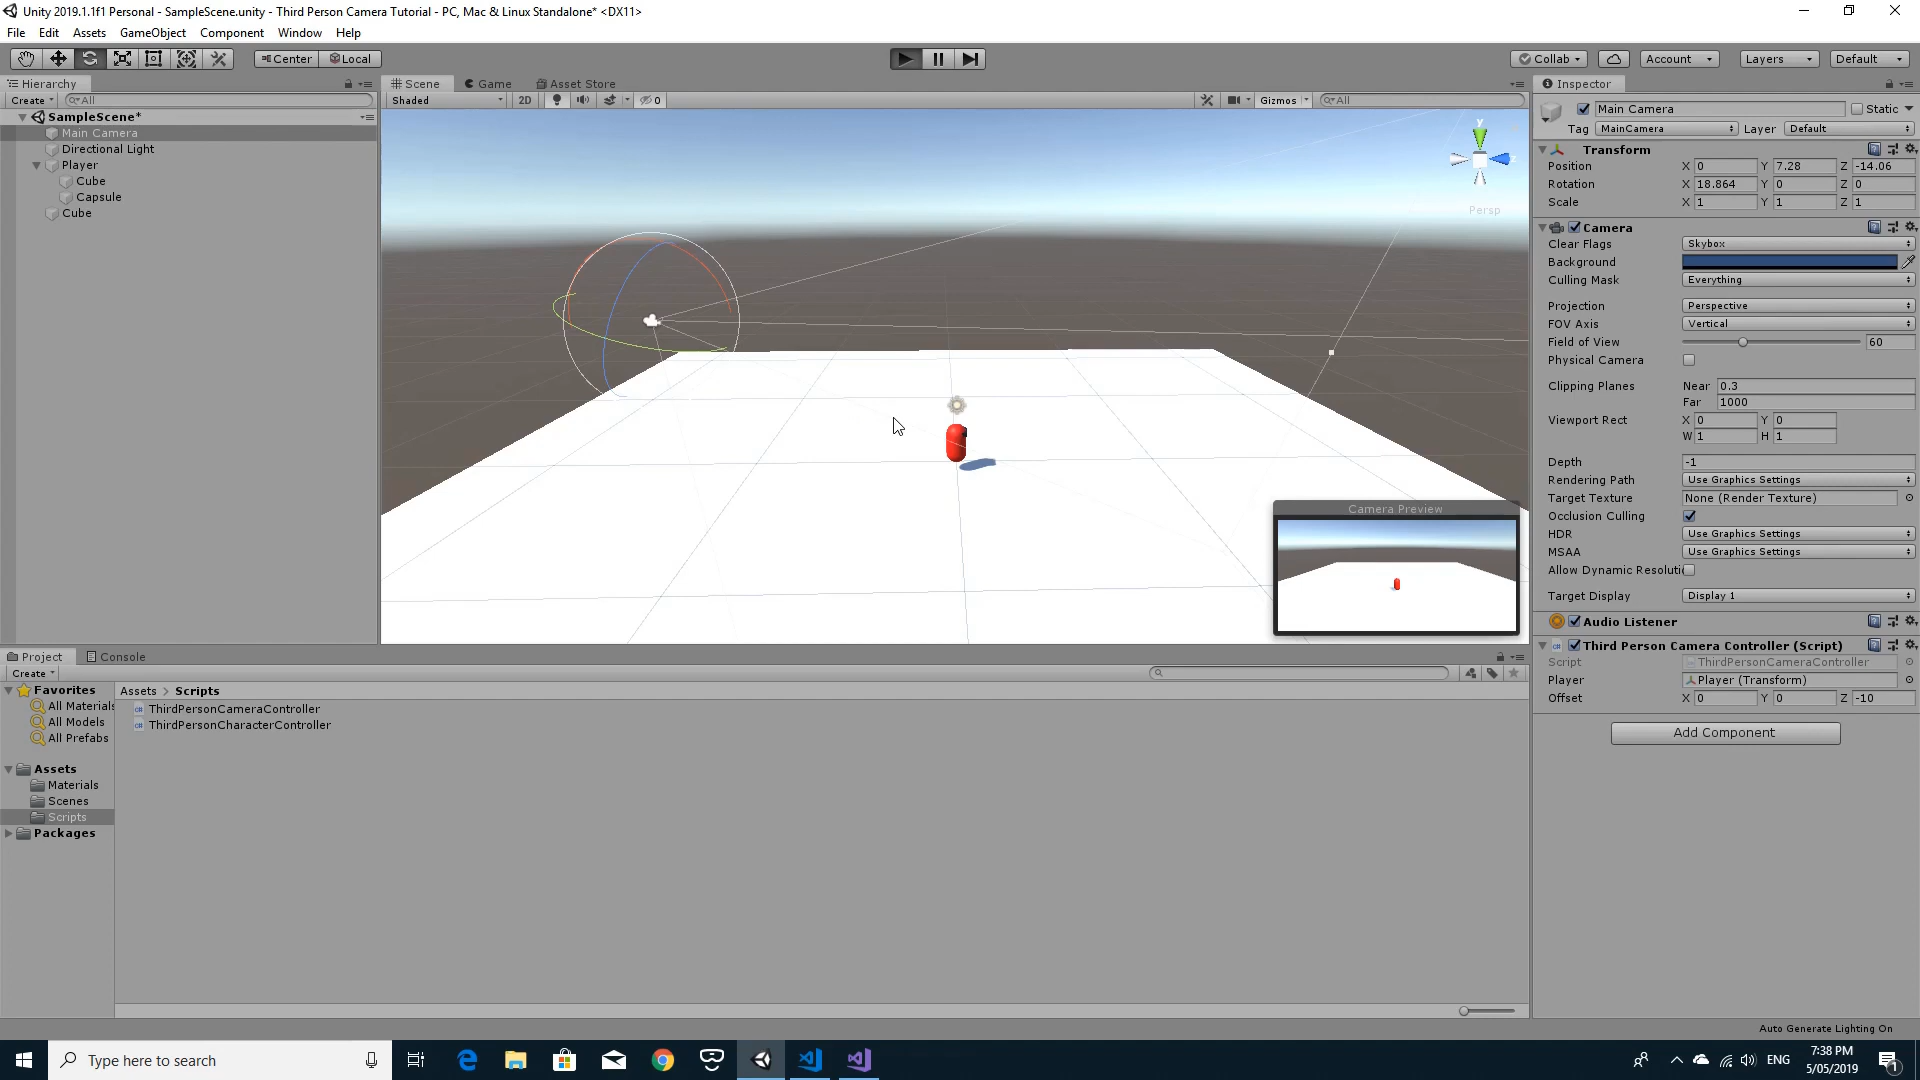 Unity 2019.1.1f1 Personal - SampleScene.unity - Third Person Camera Tutorial - PC, Mac & Linux Standalone* <DX11>
File Edit Assets GameObject Component Window Help
Center Local Collab Account Layers Default
Hierarchy
Create All
SampleScene*
Main Camera
Directional Light
Player
Cube
Capsule
Cube
Scene Game Asset Store
Shaded 2D 0 Gizmos All
y
z
Persp
Camera Preview
Inspector
Main Camera Static
Tag MainCamera Layer Default
Transform
Position X 0 Y 7.28 Z -14.06
Rotation X 18.864 Y 0 Z 0
Scale X 1 Y 1 Z 1
Camera
Clear Flags Skybox
Background
Culling Mask Everything
Projection Perspective
FOV Axis Vertical
Field of View 60
Physical Camera
Clipping Planes Near 0.3
Far 1000
Viewport Rect X 0 Y 0
W 1 H 1
Depth -1
Rendering Path Use Graphics Settings
Target Texture None (Render Texture)
Occlusion Culling
HDR Use Graphics Settings
MSAA Use Graphics Settings
Allow Dynamic Resoluti
Target Display Display 1
Audio Listener
Third Person Camera Controller (Script)
Script ThirdPersonCameraController
Player Player (Transform)
Offset X 0 Y 0 Z -10
Add Component
Project Console
Create
Favorites
All Materials
All Models
All Prefabs
Assets
Materials
Scenes
Scripts
Packages
Assets > Scripts
ThirdPersonCameraController
ThirdPersonCharacterController
Auto Generate Lighting On
Type here to search
ENG
7:38 PM
5/05/2019
1